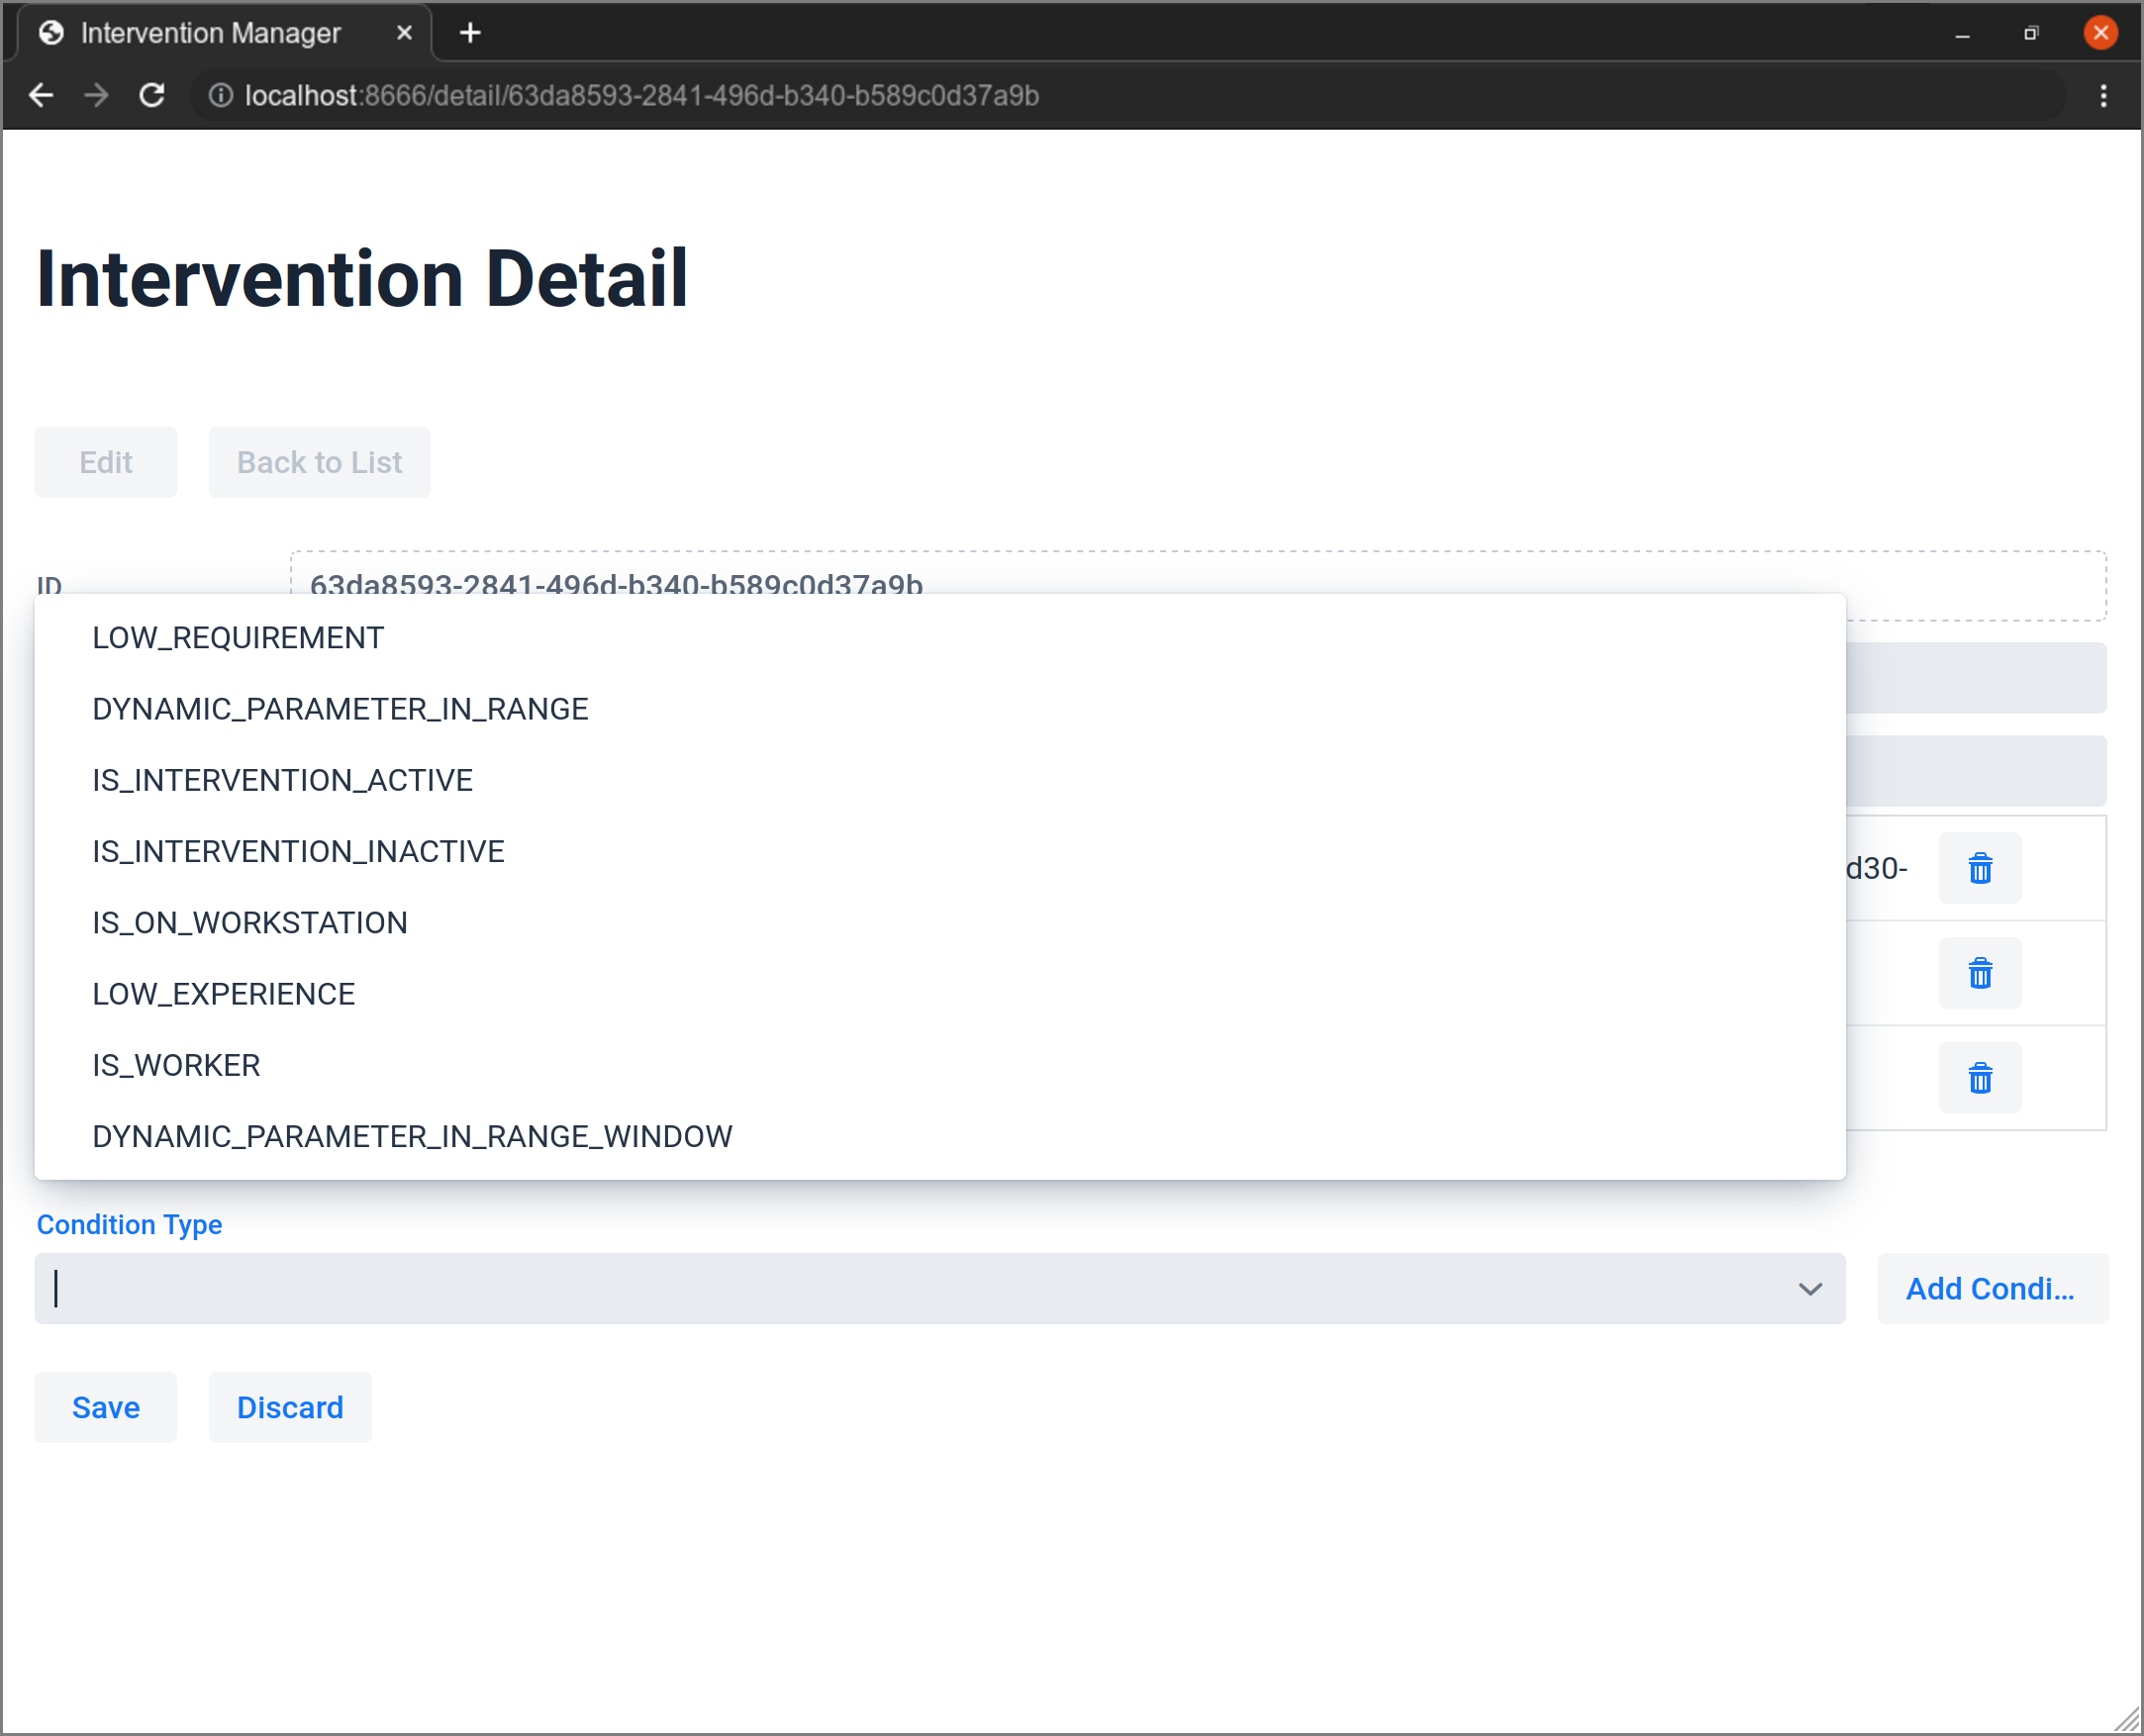 Intervention Manager
localhost:8666/detail/63da8593-2841-496d-b340-b589c0d37a9b
Intervention Detail
Edit Back to List
ID 63da8593-2841-496d-b340-b589c0d37a9b
LOW_REQUIREMENT
DYNAMIC_PARAMETER_IN_RANGE
IS_INTERVENTION_ACTIVE
IS_INTERVENTION_INACTIVE
d30-
IS_ON_WORKSTATION
LOW_EXPERIENCE
IS_WORKER
DYNAMIC_PARAMETER_IN_RANGE_WINDOW
Condition Type
Add Condi...
Save Discard